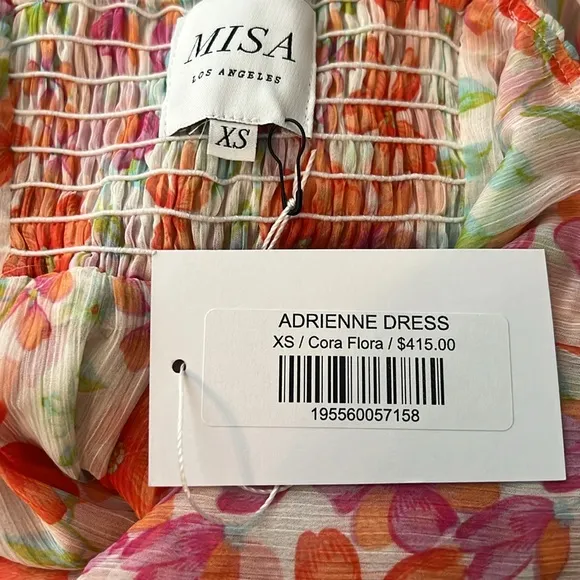 MISA
LOS ANGELES
XS
ADRIENNE DRESS
XS / Cora Flora / $415.00
195560057158